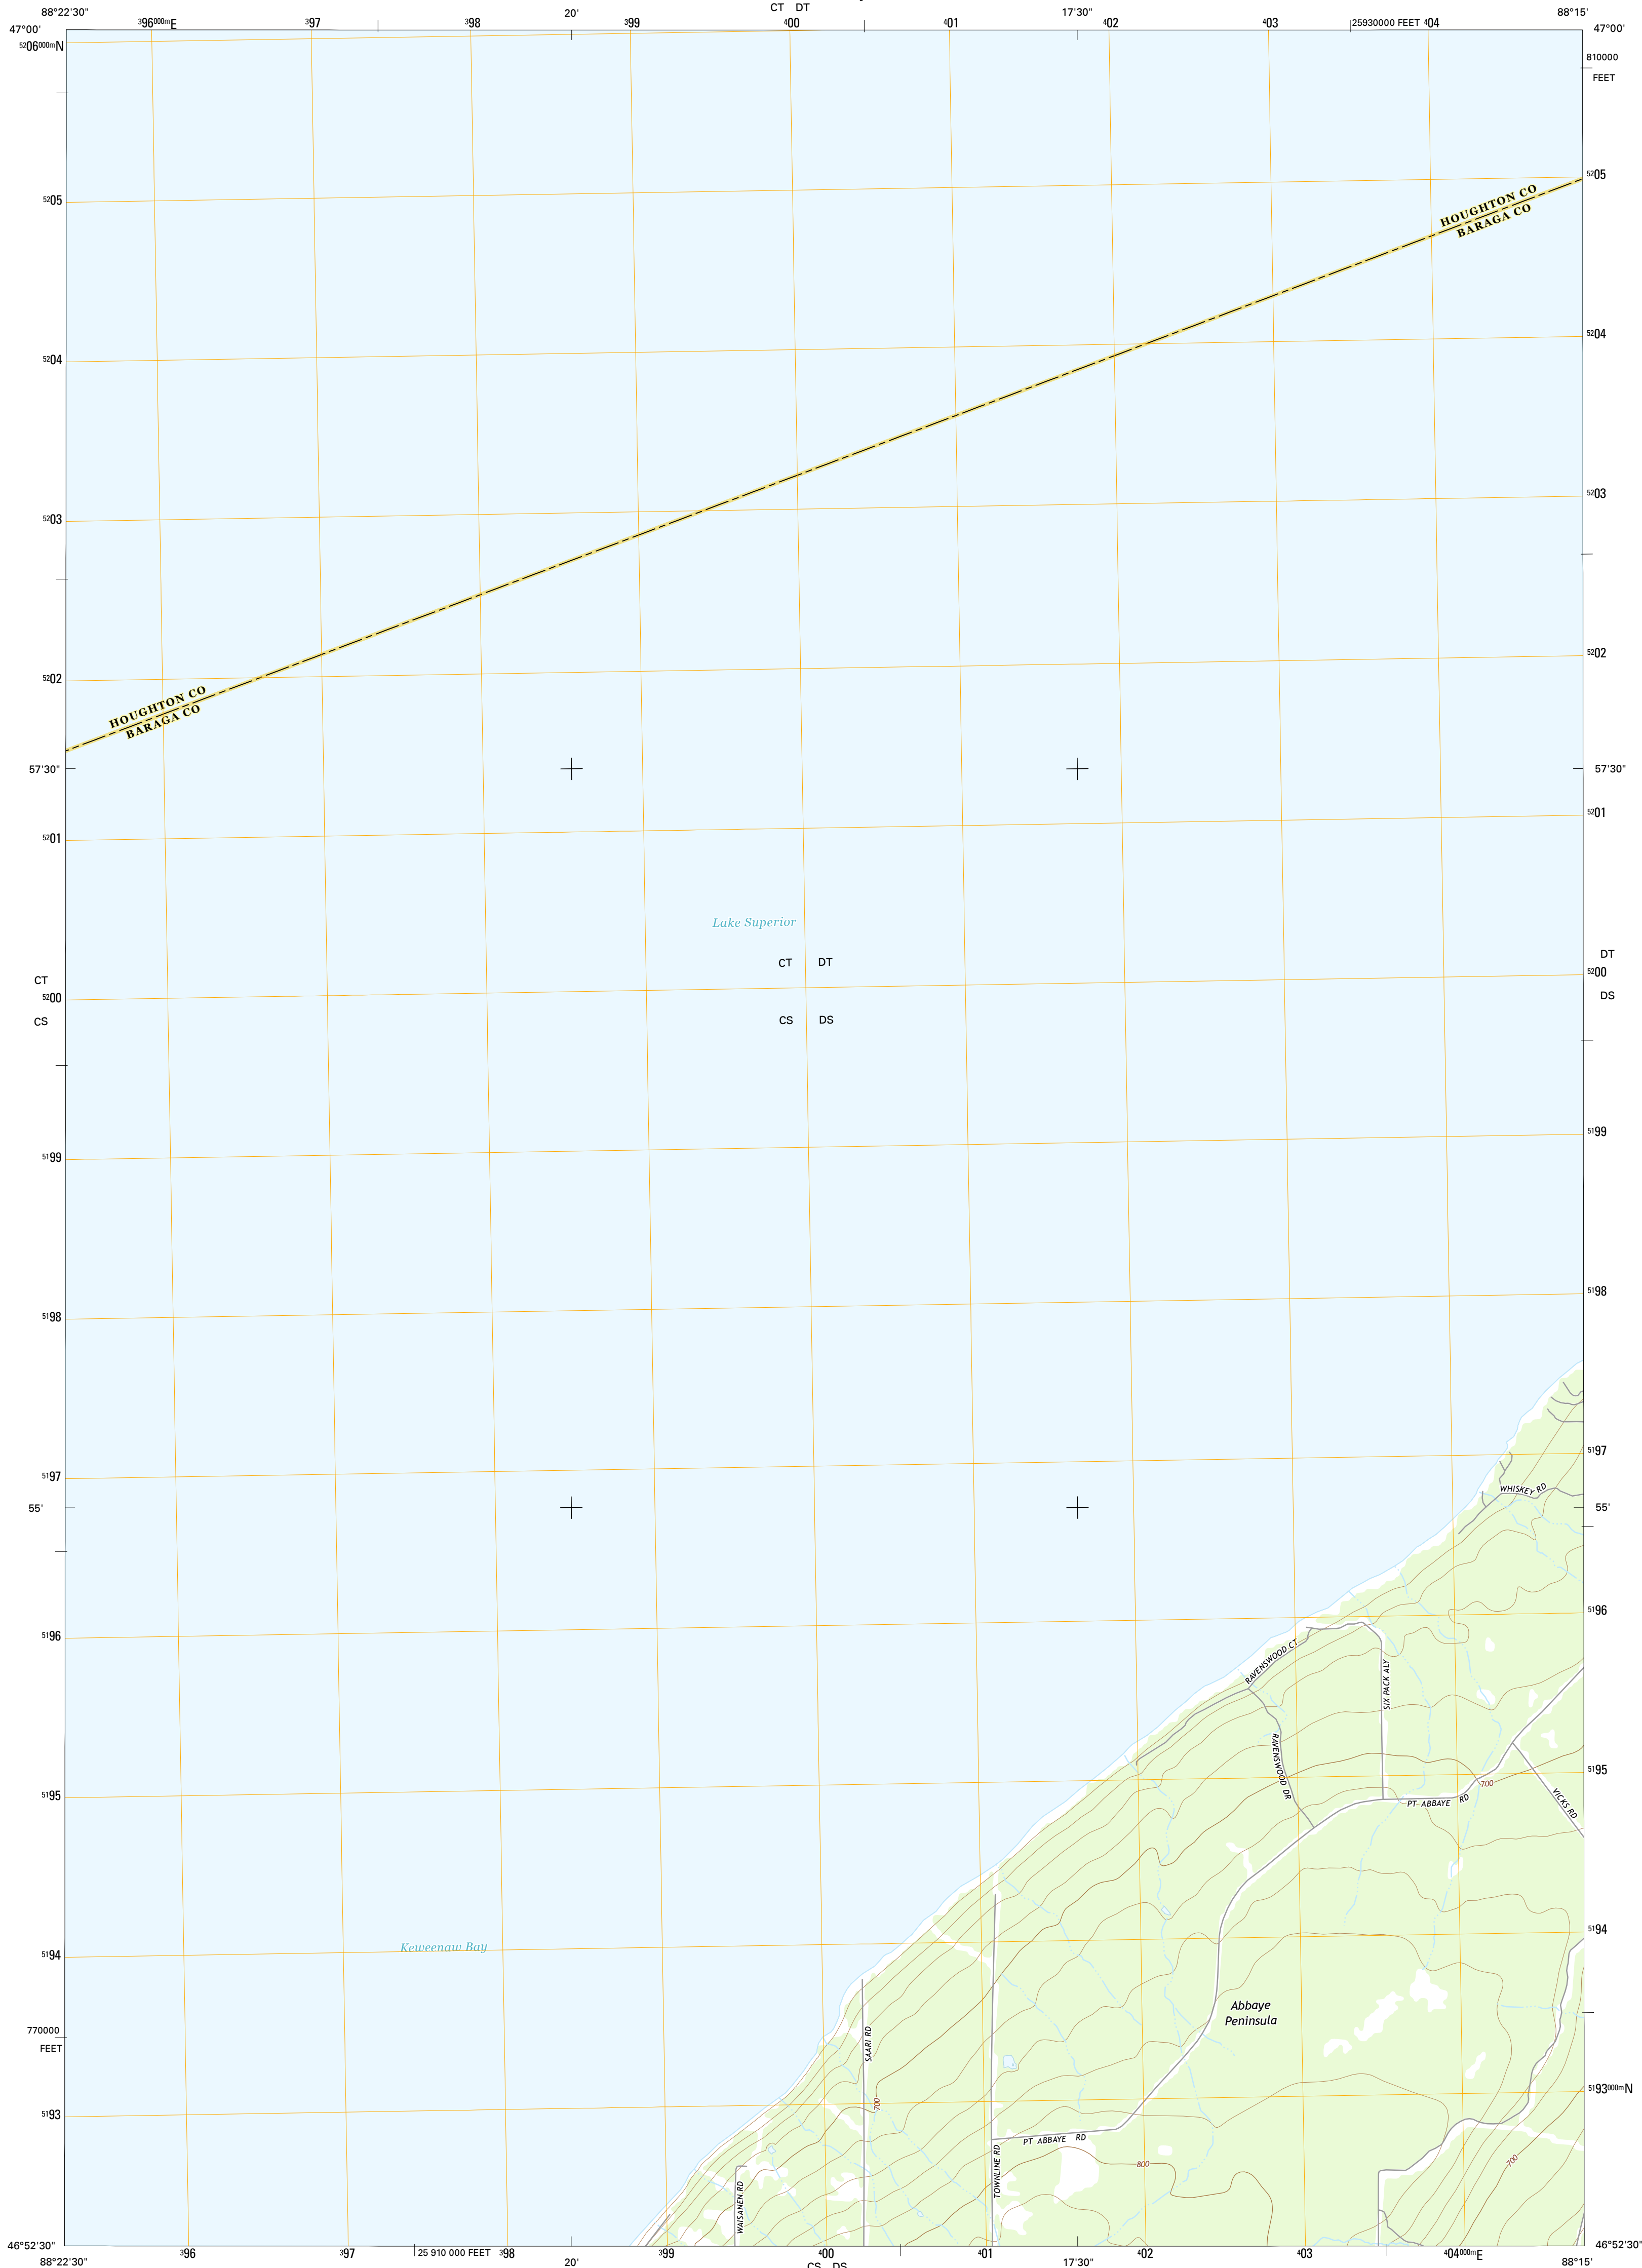 CT DT
88°22'30" 20' 17'30" 88°15'
³96⁰⁰⁰ᵐE ³97 ³98 ³99 ⁴00 ⁴01 ⁴02 ⁴03 25930000 FEET ⁴04
47°00' 47°00'
⁵²06⁰⁰⁰ᵐN
810000
FEET
⁵²05 ⁵²05
HOUGHTON CO
BARAGA CO
⁵²04 ⁵²04
⁵²03 ⁵²03
⁵²02 ⁵²02
HOUGHTON CO
BARAGA CO
57'30" 57'30"
⁵²01 ⁵²01
Lake Superior
CT DT
CT DT
⁵²00 ⁵²00
CS DS
CS DS
⁵¹99 ⁵¹99
⁵¹98 ⁵¹98
⁵¹97 ⁵¹97
WHISKEY RD
55' 55'
⁵¹96 ⁵¹96
RAVENSWOOD CT
SIX PACK ALY
RAVENSWOOD DR
700
⁵¹95 ⁵¹95
PT ABBAYE RD
VICKS RD
⁵¹94 ⁵¹94
Keweenaw Bay
Abbaye
Peninsula
770000
FEET
SAARI RD
⁵¹93 ⁵¹93⁰⁰⁰ᵐN
700
PT ABBAYE RD
TOWNLINE RD
800
700
WAISANEN RD
46°52'30" 46°52'30"
³96 ³97 25 910 000 FEET ³98 ³99 ⁴00 ⁴01 ⁴02 ⁴03 ⁴04⁰⁰⁰ᵐE
88°22'30" 20' 17'30" 88°15'
CS DS